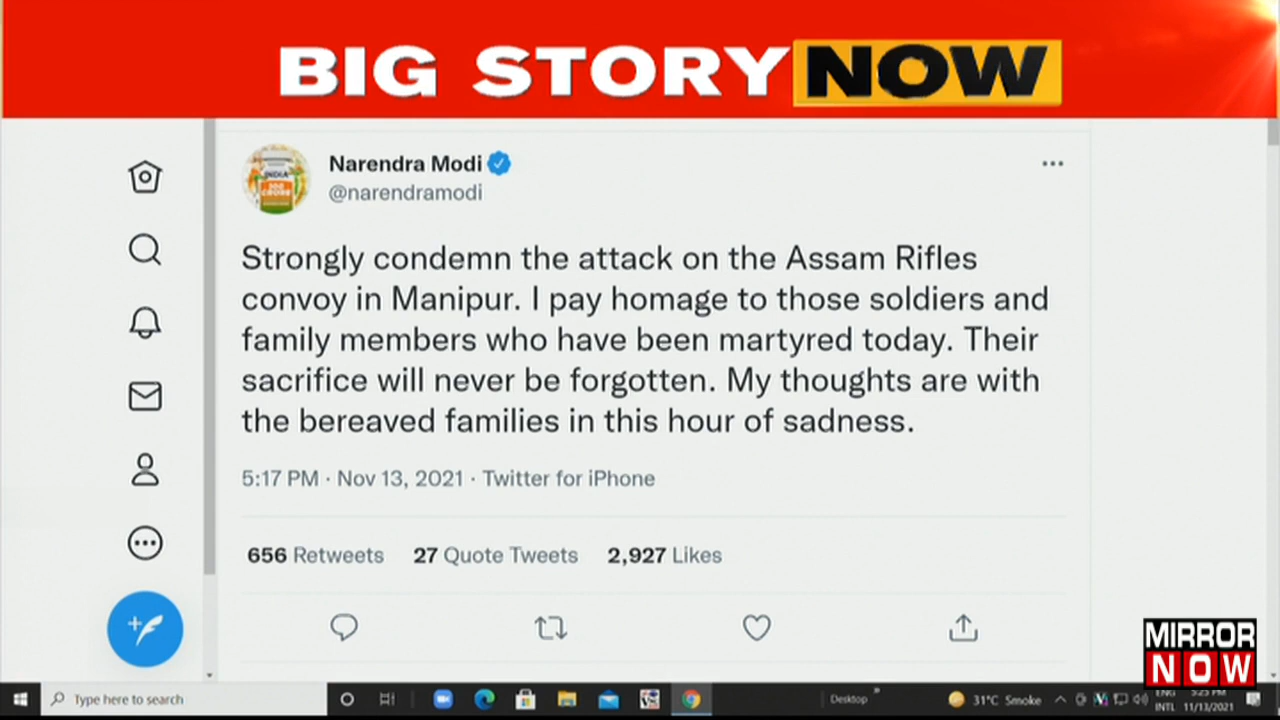 BIG STORY NOW
Narendra Modi
@narendramodi
Strongly condemn the attack on the Assam Rifles
convoy in Manipur. I pay homage to those soldiers and
family members who have been martyred today. Their
sacrifice will never be forgotten. My thoughts are with
the bereaved families in this hour of sadness.
5:17 PM · Nov 13, 2021 · Twitter for iPhone
656 Retweets 27 Quote Tweets 2,927 Likes
MIRROR
NOW
Type here to search
Desktop
31°C Smoke
ENG
INTL
5:23 PM
11/13/2021